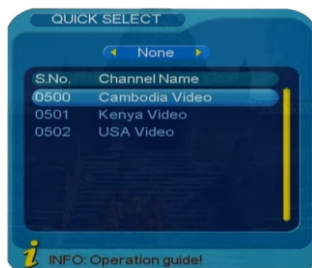 QUICK SELECT
None
S.No. Channel Name
0500 Cambodia Video
0501 Kenya Video
0502 USA Video
i INFO: Operation guide!